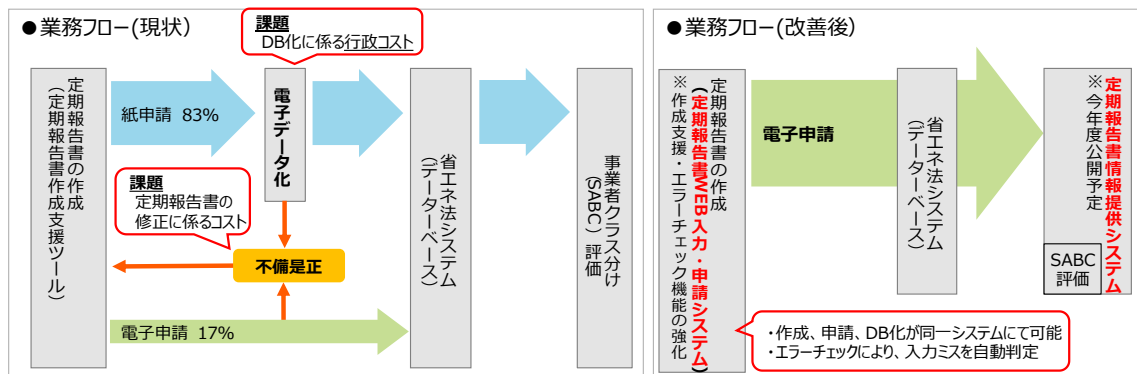 ●業務フロー(現状)
課題
DB化に係る行政コスト
定期報告書の作成
(定期報告書作成支援ツール)
紙申請 83%
電子データ化
課題
定期報告書の
修正に係るコスト
不備是正
電子申請 17%
省エネ法システム
(データーベース)
事業者クラス分け
(SABC)評価
●業務フロー(改善後)
定期報告書の作成
(定期報告書WEB入力・申請システム)
※作成支援・エラーチェック機能の強化
電子申請
省エネ法システム
(データーベース)
定期報告書情報提供システム
※今年度公開予定
SABC
評価
・作成、申請、DB化が同一システムにて可能
・エラーチェックにより、入力ミスを自動判定